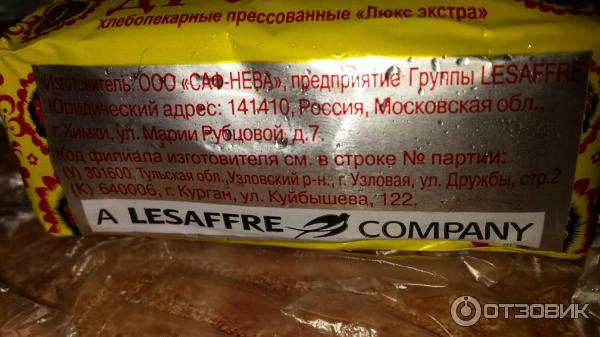 хлебопекарные прессованные «Люкс экстра»
Изготовитель: ООО «САФ-НЕВА», предприятие Группы LESAFFRE
Юридический адрес: 141410, Россия, Московская обл.,
г. Химки, ул. Марии Рубцовой, д.7.
Код филиала изготовителя см. в строке № партии:
(У) 301600, Тульская обл., Узловский р-н., г. Узловая, ул. Дружбы, стр.2
(К) 640006, г. Курган, ул. Куйбышева, 122.
A LESAFFRE COMPANY
ОТЗОВИК